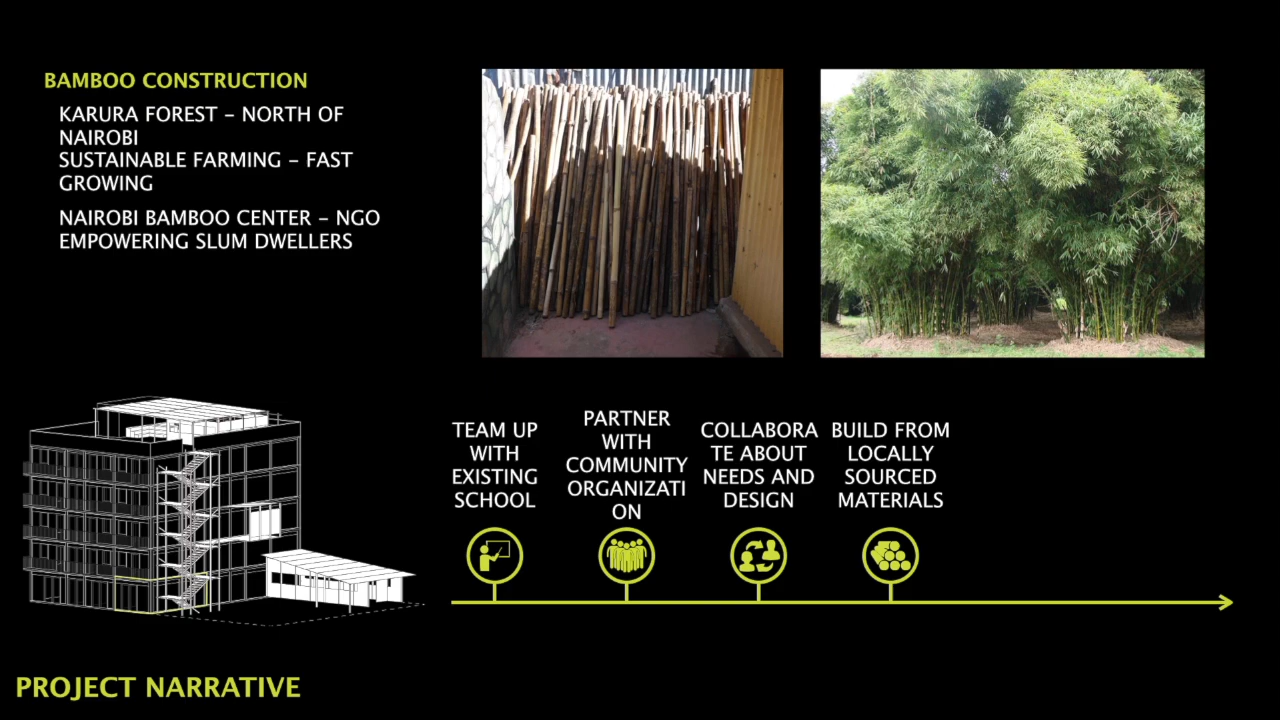 BAMBOO CONSTRUCTION
KARURA FOREST – NORTH OF
NAIROBI
SUSTAINABLE FARMING – FAST
GROWING
NAIROBI BAMBOO CENTER – NGO
EMPOWERING SLUM DWELLERS
TEAM UP
WITH
EXISTING
SCHOOL
PARTNER
WITH
COMMUNITY
ORGANIZATI
ON
COLLABORA
TE ABOUT
NEEDS AND
DESIGN
BUILD FROM
LOCALLY
SOURCED
MATERIALS
PROJECT NARRATIVE